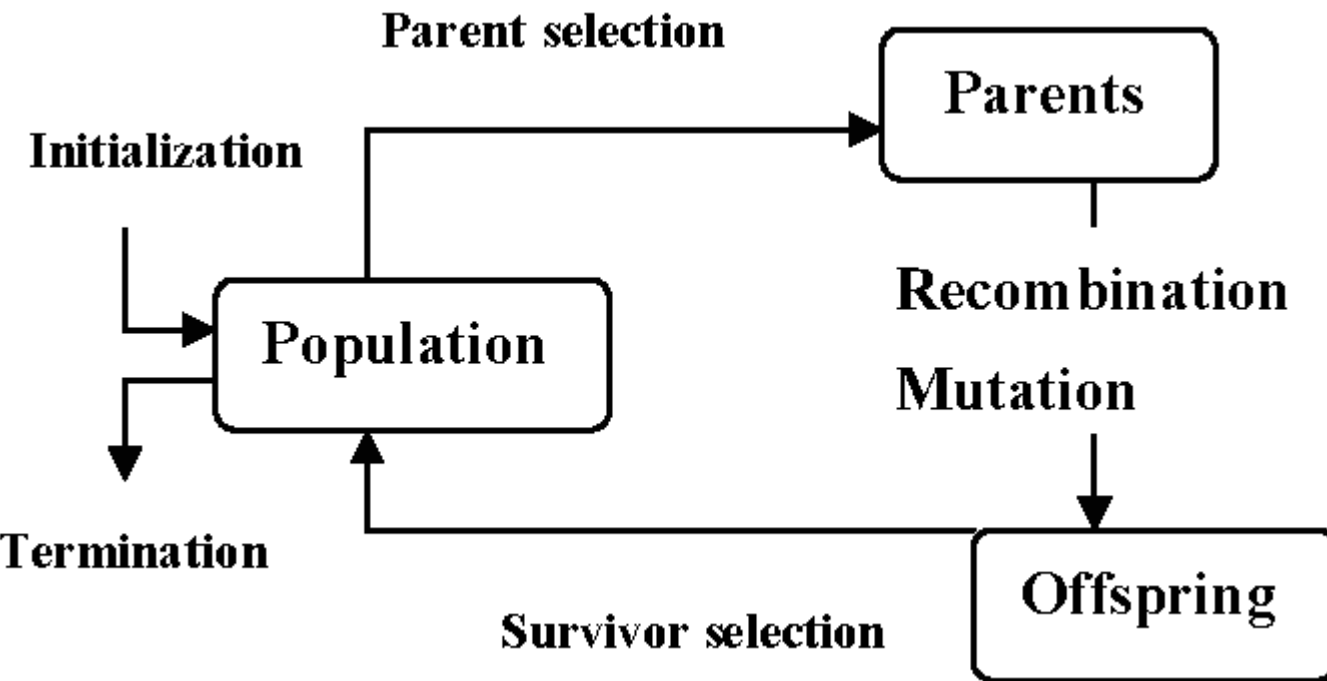 Parent selection
Parents
Initialization
Recombination
Population
Mutation
Termination
Offspring
Survivor selection